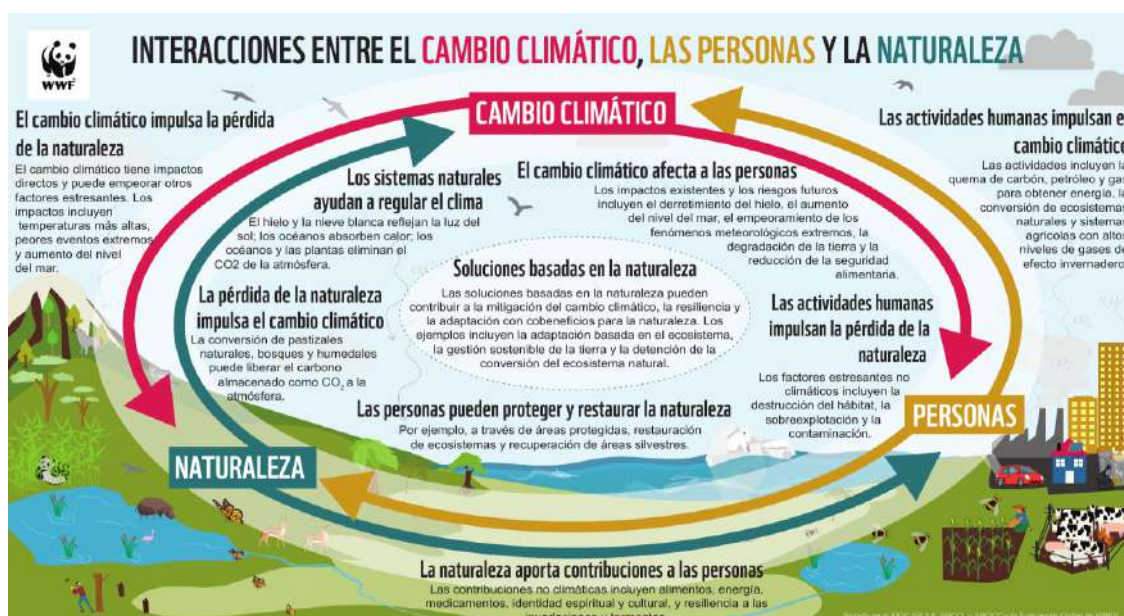 WWF
INTERACCIONES ENTRE EL CAMBIO CLIMÁTICO, LAS PERSONAS Y LA NATURALEZA
CAMBIO CLIMÁTICO
El cambio climático impulsa la pérdida
de la naturaleza
El cambio climático tiene impactos
directos y puede empeorar otros
factores estresantes. Los
impactos incluyen
temperaturas más altas,
peores eventos extremos
y aumento del nivel
del mar.
Los sistemas naturales
ayudan a regular el clima
El hielo y la nieve blanca reflejan la luz del
sol; los océanos absorben calor; los
océanos y las plantas eliminan el
CO2 de la atmósfera.
La pérdida de la naturaleza
impulsa el cambio climático
La conversión de pastizales
naturales, bosques y humedales
puede liberar el carbono
almacenado como CO2 a la
atmósfera.
El cambio climático afecta a las personas
Los impactos existentes y los riesgos futuros
incluyen el derretimiento del hielo, el aumento
del nivel del mar, el empeoramiento de los
fenómenos meteorológicos extremos, la
degradación de la tierra y la
reducción de la seguridad
alimentaria.
Las actividades humanas impulsan e
cambio climático
Las actividades incluyen la
quema de carbón, petróleo y gas
para obtener energía, la
conversión de ecosistemas
naturales y sistemas
agrícolas con altos
niveles de gases de
efecto invernadero
Soluciones basadas en la naturaleza
Las soluciones basadas en la naturaleza pueden
contribuir a la mitigación del cambio climático, la resiliencia y
la adaptación con cobeneficios para la naturaleza. Los
ejemplos incluyen la adaptación basada en el ecosistema,
la gestión sostenible de la tierra y la detención de la
conversión del ecosistema natural.
Las actividades humanas
impulsan la pérdida de la
naturaleza
Los factores estresantes no
climáticos incluyen la
destrucción del hábitat, la
sobreexplotación y la
contaminación.
Las personas pueden proteger y restaurar la naturaleza
Por ejemplo, a través de áreas protegidas, restauración
de ecosistemas y recuperación de áreas silvestres.
PERSONAS
NATURALEZA
La naturaleza aporta contribuciones a las personas
Las contribuciones no climáticas incluyen alimentos, energía,
medicamentos, identidad espiritual y cultural, y resiliencia a las